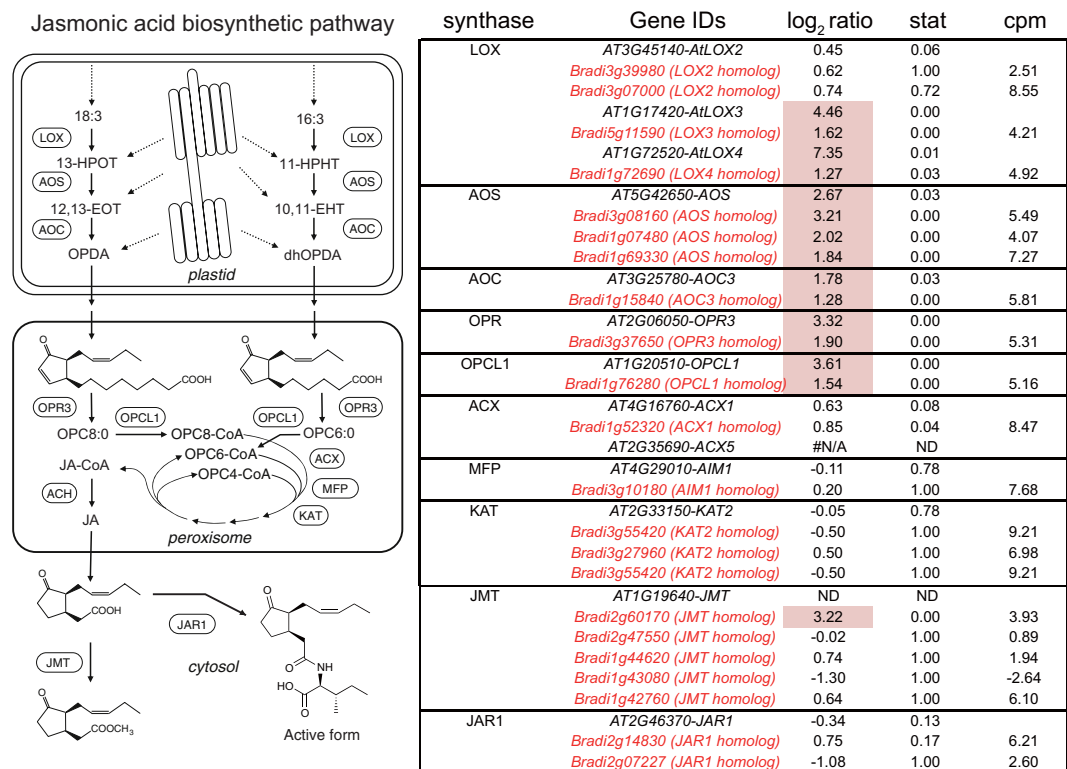 Jasmonic acid biosynthetic pathway
18:3
16:3
LOX
LOX
13-HPOT
11-HPHT
AOS
AOS
12,13-EOT
10,11-EHT
AOC
AOC
OPDA
dhOPDA
plastid
O
O
COOH
COOH
OPR3
OPCL1
OPCL1
OPR3
OPC8:0
OPC8-CoA
OPC6:0
OPC6-CoA
ACX
JA-CoA
OPC4-CoA
MFP
ACH
KAT
JA
peroxisome
O
COOH
O
JAR1
JMT
cytosol
O
NH
HO
O
O
COOCH3
Active form
synthase Gene IDs log2 ratio stat cpm
LOX AT3G45140-AtLOX2 0.45 0.06
Bradi3g39980 (LOX2 homolog) 0.62 1.00 2.51
Bradi3g07000 (LOX2 homolog) 0.74 0.72 8.55
AT1G17420-AtLOX3 4.46 0.00
Bradi5g11590 (LOX3 homolog) 1.62 0.00 4.21
AT1G72520-AtLOX4 7.35 0.01
Bradi1g72690 (LOX4 homolog) 1.27 0.03 4.92
AOS AT5G42650-AOS 2.67 0.03
Bradi3g08160 (AOS homolog) 3.21 0.00 5.49
Bradi1g07480 (AOS homolog) 2.02 0.00 4.07
Bradi1g69330 (AOS homolog) 1.84 0.00 7.27
AOC AT3G25780-AOC3 1.78 0.03
Bradi1g15840 (AOC3 homolog) 1.28 0.00 5.81
OPR AT2G06050-OPR3 3.32 0.00
Bradi3g37650 (OPR3 homolog) 1.90 0.00 5.31
OPCL1 AT1G20510-OPCL1 3.61 0.00
Bradi1g76280 (OPCL1 homolog) 1.54 0.00 5.16
ACX AT4G16760-ACX1 0.63 0.08
Bradi1g52320 (ACX1 homolog) 0.85 0.04 8.47
AT2G35690-ACX5 #N/A ND
MFP AT4G29010-AIM1 -0.11 0.78
Bradi3g10180 (AIM1 homolog) 0.20 1.00 7.68
KAT AT2G33150-KAT2 -0.05 0.78
Bradi3g55420 (KAT2 homolog) -0.50 1.00 9.21
Bradi3g27960 (KAT2 homolog) 0.50 1.00 6.98
Bradi3g55420 (KAT2 homolog) -0.50 1.00 9.21
JMT AT1G19640-JMT ND ND
Bradi2g60170 (JMT homolog) 3.22 0.00 3.93
Bradi2g47550 (JMT homolog) -0.02 1.00 0.89
Bradi1g44620 (JMT homolog) 0.74 1.00 1.94
Bradi1g43080 (JMT homolog) -1.30 1.00 -2.64
Bradi1g42760 (JMT homolog) 0.64 1.00 6.10
JAR1 AT2G46370-JAR1 -0.34 0.13
Bradi2g14830 (JAR1 homolog) 0.75 0.17 6.21
Bradi2g07227 (JAR1 homolog) -1.08 1.00 2.60